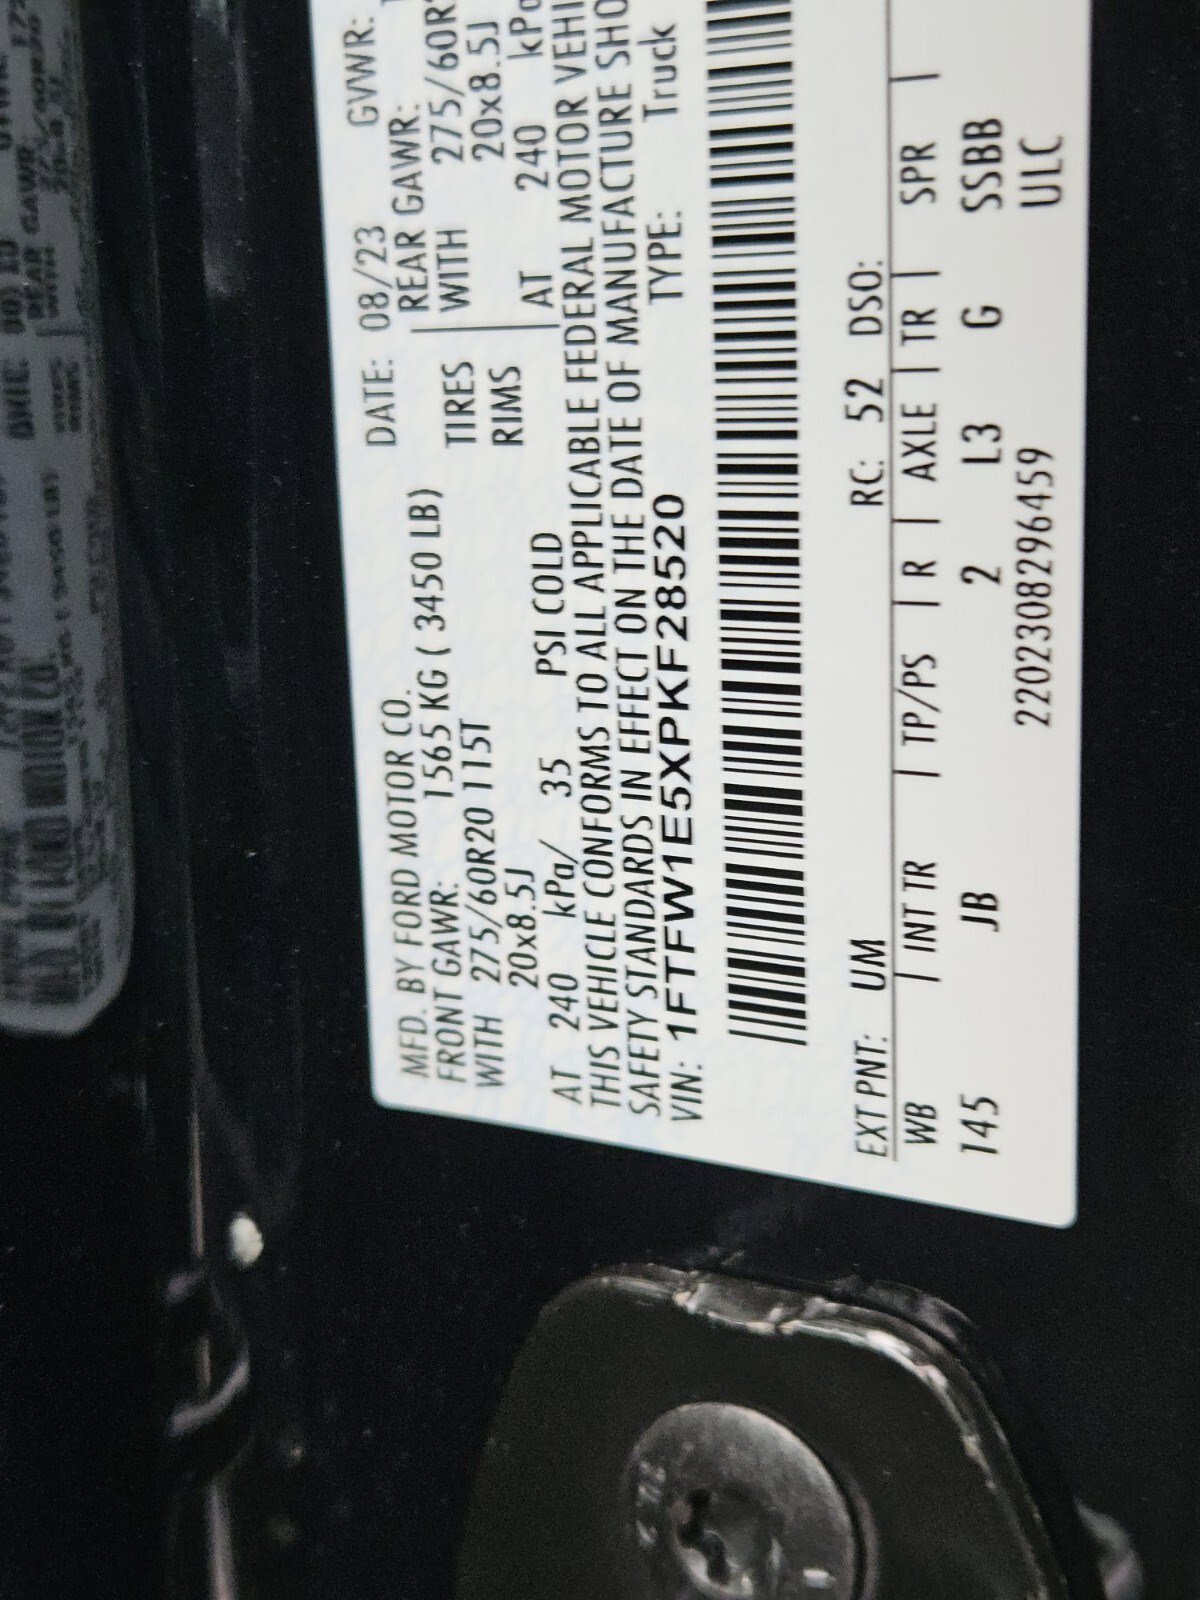 MFD. BY FORD MOTOR CO. DATE: 08/23 GVWR:
FRONT GAWR: 1565 KG ( 3450 LB) REAR GAWR:
WITH 275/60R20 115T TIRES WITH 275/60R
20x8.5J RIMS 20x8.5J
AT 240 kPa/ 35 PSI COLD AT 240 kPa
THIS VEHICLE CONFORMS TO ALL APPLICABLE FEDERAL MOTOR VEHI
SAFETY STANDARDS IN EFFECT ON THE DATE OF MANUFACTURE SHO
VIN: 1FTFW1E5XPKF28520 TYPE: Truck
EXT PNT: UM RC: 52 DSO:
WB | INT TR | TP/PS | R | AXLE | TR | SPR |
145 JB 2 L3 G SSBB
2202308296459 ULC